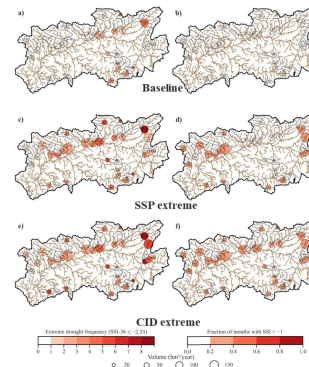 a)
b)
Baseline
c)
d)
SSP extreme
e)
f)
CID extreme
Extreme drought frequency (SSI-36 ≤ −2.33)
Fraction of months with SSI < −1
0 1 2 3 4 5 6 7 8
0.0 0.2 0.4 0.6 0.8 1.0
Volume (hm³/year)
20 50 100 150